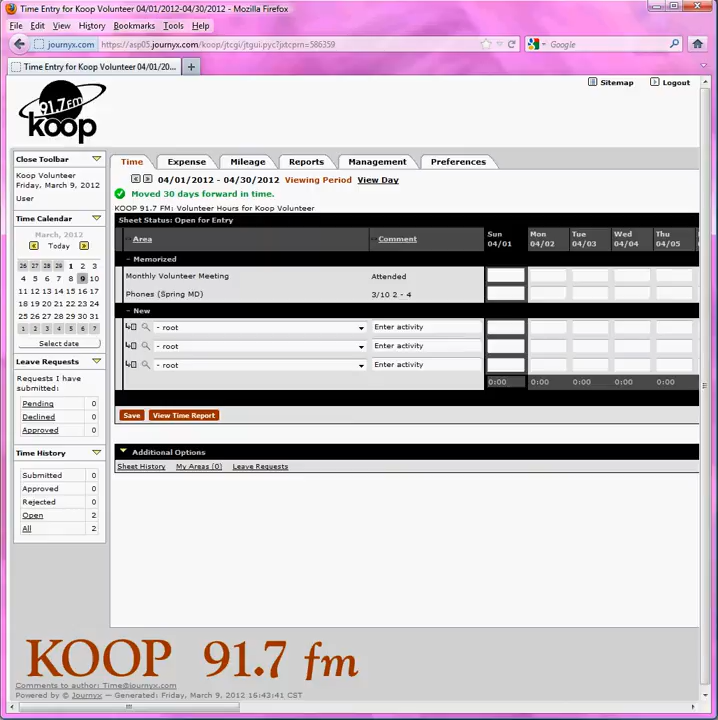 Time Entry for Koop Volunteer 04/01/2012-04/30/2012 - Mozilla Firefox
File Edit View History Bookmarks Tools Help
journyx.com https://asp05.journyx.com/koop/jtcgi/jtgui.pyc?jxtcprn=586359 Google
Time Entry for Koop Volunteer 04/01/20... +
Sitemap Logout
91.7 FM
koop
Close Toolbar
Koop Volunteer
Friday, March 9, 2012
User
Time Calendar
March, 2012
Today
26 27 28 29 1 2 3
4 5 6 7 8 9 10
11 12 13 14 15 16 17
18 19 20 21 22 23 24
25 26 27 28 29 30 31
1 2 3 4 5 6 7
Select date
Leave Requests
Requests I have
submitted:
Pending 0
Declined 0
Approved 0
Time History
Submitted 0
Approved 0
Rejected 0
Open 2
All 2
Time Expense Mileage Reports Management Preferences
04/01/2012 - 04/30/2012 Viewing Period View Day
Moved 30 days forward in time.
KOOP 91.7 FM: Volunteer Hours for Koop Volunteer
Sheet Status: Open for Entry
Area Comment Sun 04/01 Mon 04/02 Tue 04/03 Wed 04/04 Thu 04/05
- Memorized
Monthly Volunteer Meeting Attended
Phones (Spring MD) 3/10 2 - 4
- New
- root Enter activity
- root Enter activity
- root Enter activity
0:00 0:00 0:00 0:00 0:00
Save View Time Report
Additional Options
Sheet History My Areas (0) Leave Requests
KOOP 91.7 fm
Comments to author: Time@journyx.com
Powered by © Journyx — Generated: Friday, March 9, 2012 16:43:41 CST